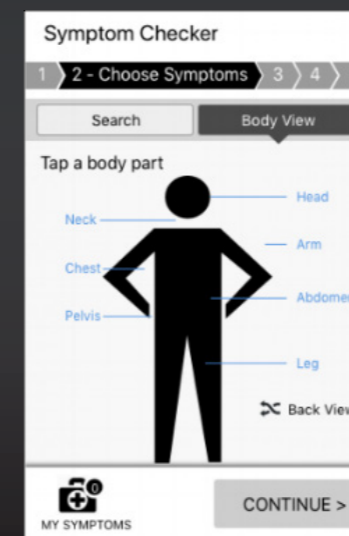 Symptom Checker
1 2 - Choose Symptoms 3 4
Search Body View
Tap a body part
Head
Neck
Arm
Chest
Abdomen
Pelvis
Leg
Back View
0
MY SYMPTOMS
CONTINUE >